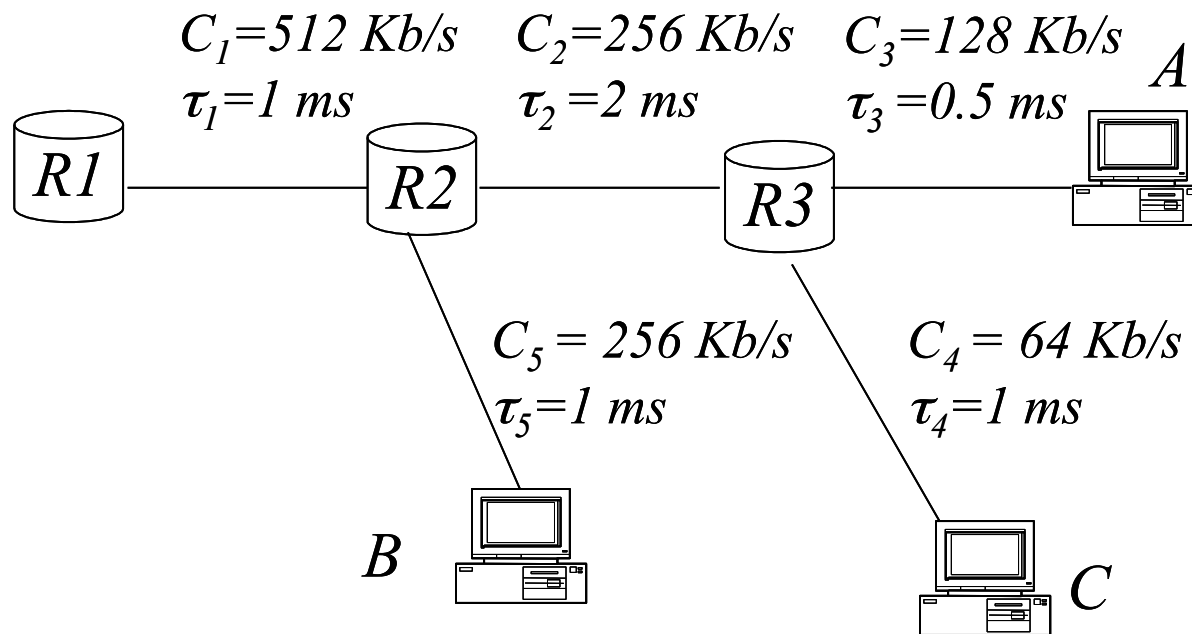 C₁=512 Kb/s
τ₁=1 ms
C₂=256 Kb/s
τ₂=2 ms
C₃=128 Kb/s
τ₃ =0.5 ms
A
R1
R2
R3
C₅ = 256 Kb/s
τ₅=1 ms
C₄ = 64 Kb/s
τ₄=1 ms
B
C